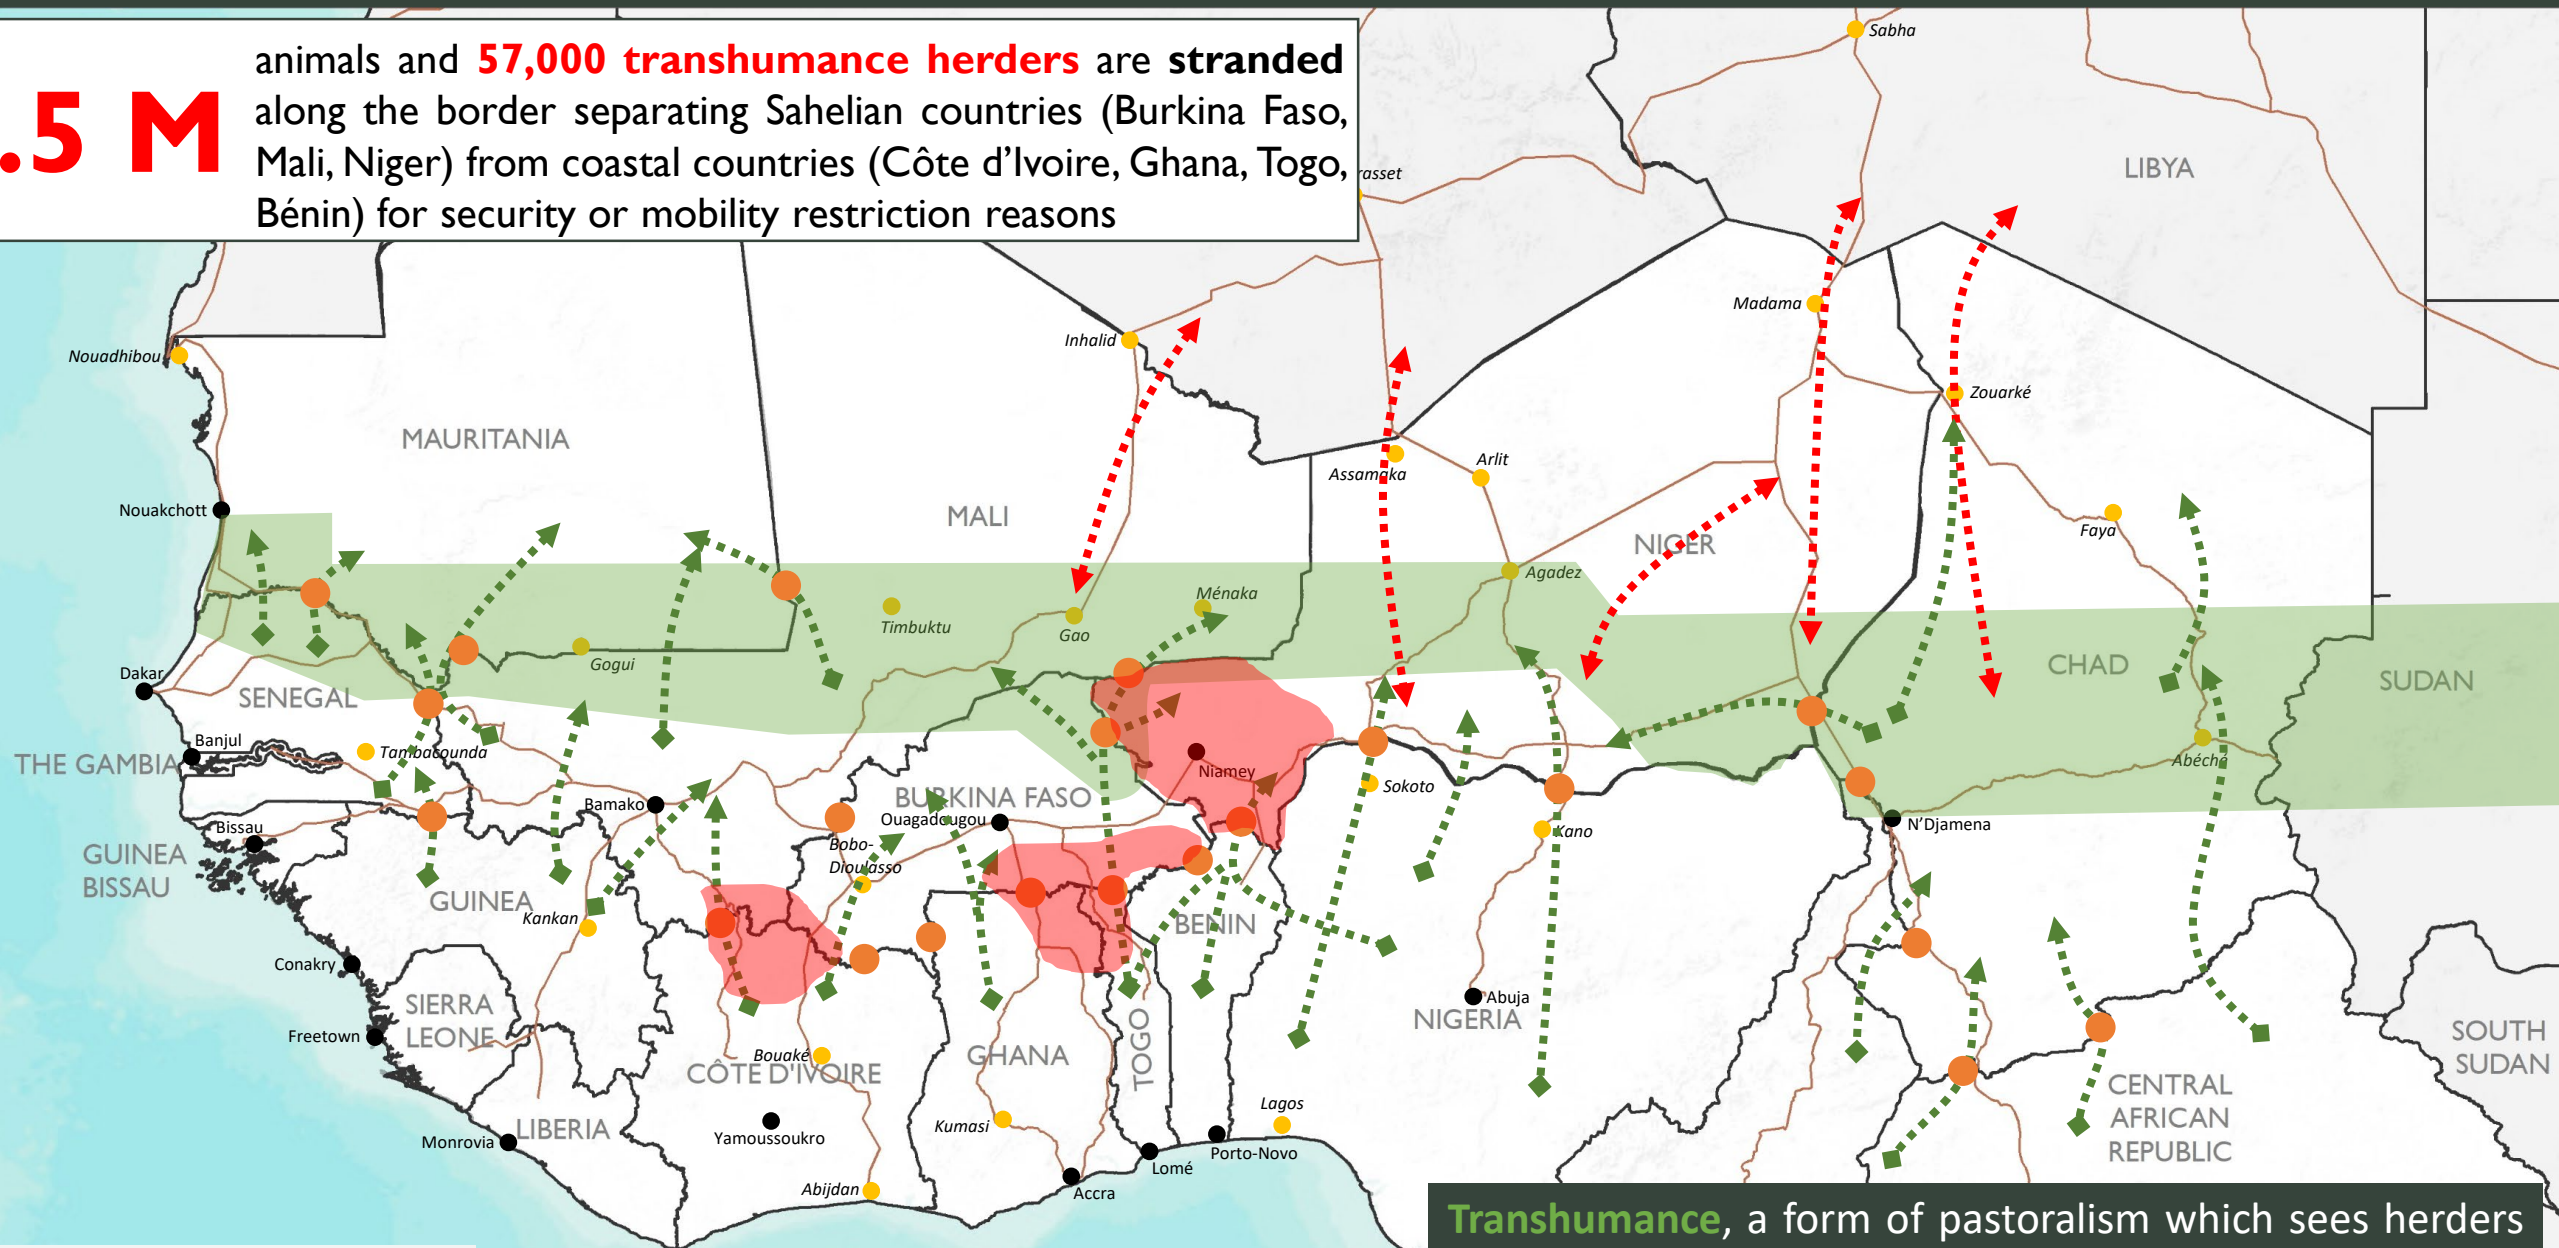 .5 M
animals and 57,000 transhumance herders are stranded
along the border separating Sahelian countries (Burkina Faso,
Mali, Niger) from coastal countries (Côte d'Ivoire, Ghana, Togo,
Bénin) for security or mobility restriction reasons
Sabha
rasset
LIBYA
Madama
Inhalid
Nouadhibou
Zouarké
MAURITANIA
Arlit
Assamaka
Nouakchott
MALI
Faya
NIGER
Agadez
Ménaka
Timbuktu
Gao
Gogui
CHAD
SUDAN
Dakar
SENEGAL
Banjul
Tambacounda
THE GAMBIA
Abéché
Niamey
Sokoto
BURKINA FASO
Bamako
Ouagadougou
Bissau
N'Djamena
Kano
Bobo-
Dioulasso
GUINEA
BISSAU
GUINEA
Kankan
BENIN
Conakry
Abuja
NIGERIA
SIERRA
LEONE
Freetown
TOGO
SOUTH
SUDAN
Bouaké
CÔTE D'IVOIRE
GHANA
CENTRAL
AFRICAN
REPUBLIC
Lagos
Kumasi
Yamoussoukro
LIBERIA
Monrovia
Porto-Novo
Lomé
Abijdan
Accra
Transhumance, a form of pastoralism which sees herders